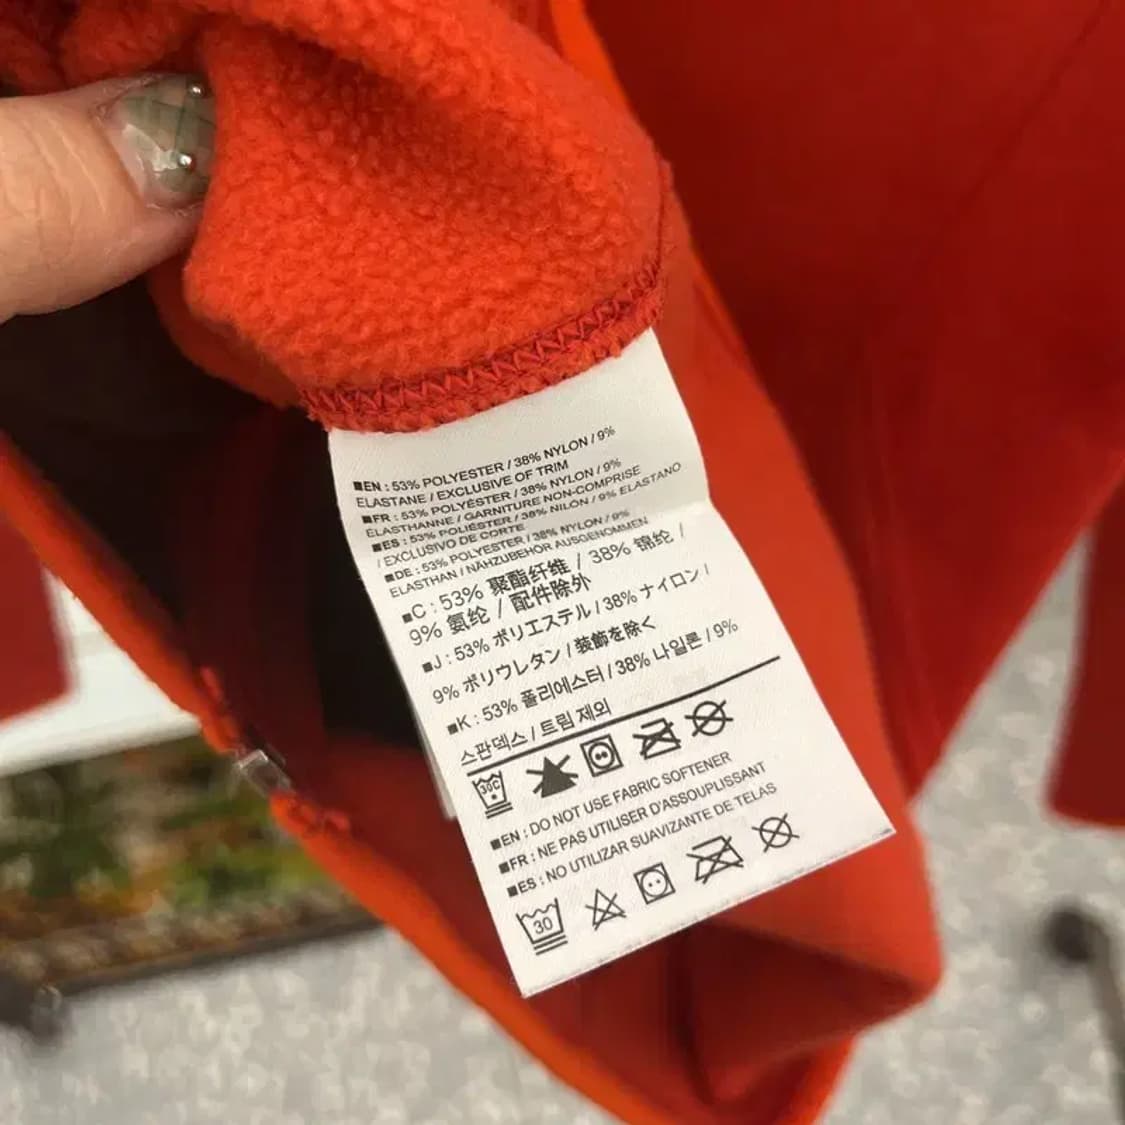 ■EN : 53% POLYESTER / 38% NYLON / 9%
ELASTANE / EXCLUSIVE OF TRIM
■FR : 53% POLYESTER / 38% NYLON / 9%
ÉLASTHANNE / GARNITURE NON-COMPRISE
■ES : 53% POLIÉSTER / 38% NILÓN / 9% ELASTANO
/ EXCLUSIVO DE CORTE
■DE : 53% POLYESTER / 38% NYLON / 9%
ELASTHAN / NÄHZUBEHÖR AUSGENOMMEN
■C : 53% 聚酯纤维 / 38% 锦纶 /
9% 氨纶 / 配件除外
■J : 53% ポリエステル / 38% ナイロン /
9% ポリウレタン / 装飾を除く
■K : 53% 폴리에스터 / 38% 나일론 / 9%
스판덱스 / 트림 제외
30C
■EN : DO NOT USE FABRIC SOFTENER
■FR : NE PAS UTILISER D'ASSOUPLISSANT
■ES : NO UTILIZAR SUAVIZANTE DE TELAS
30